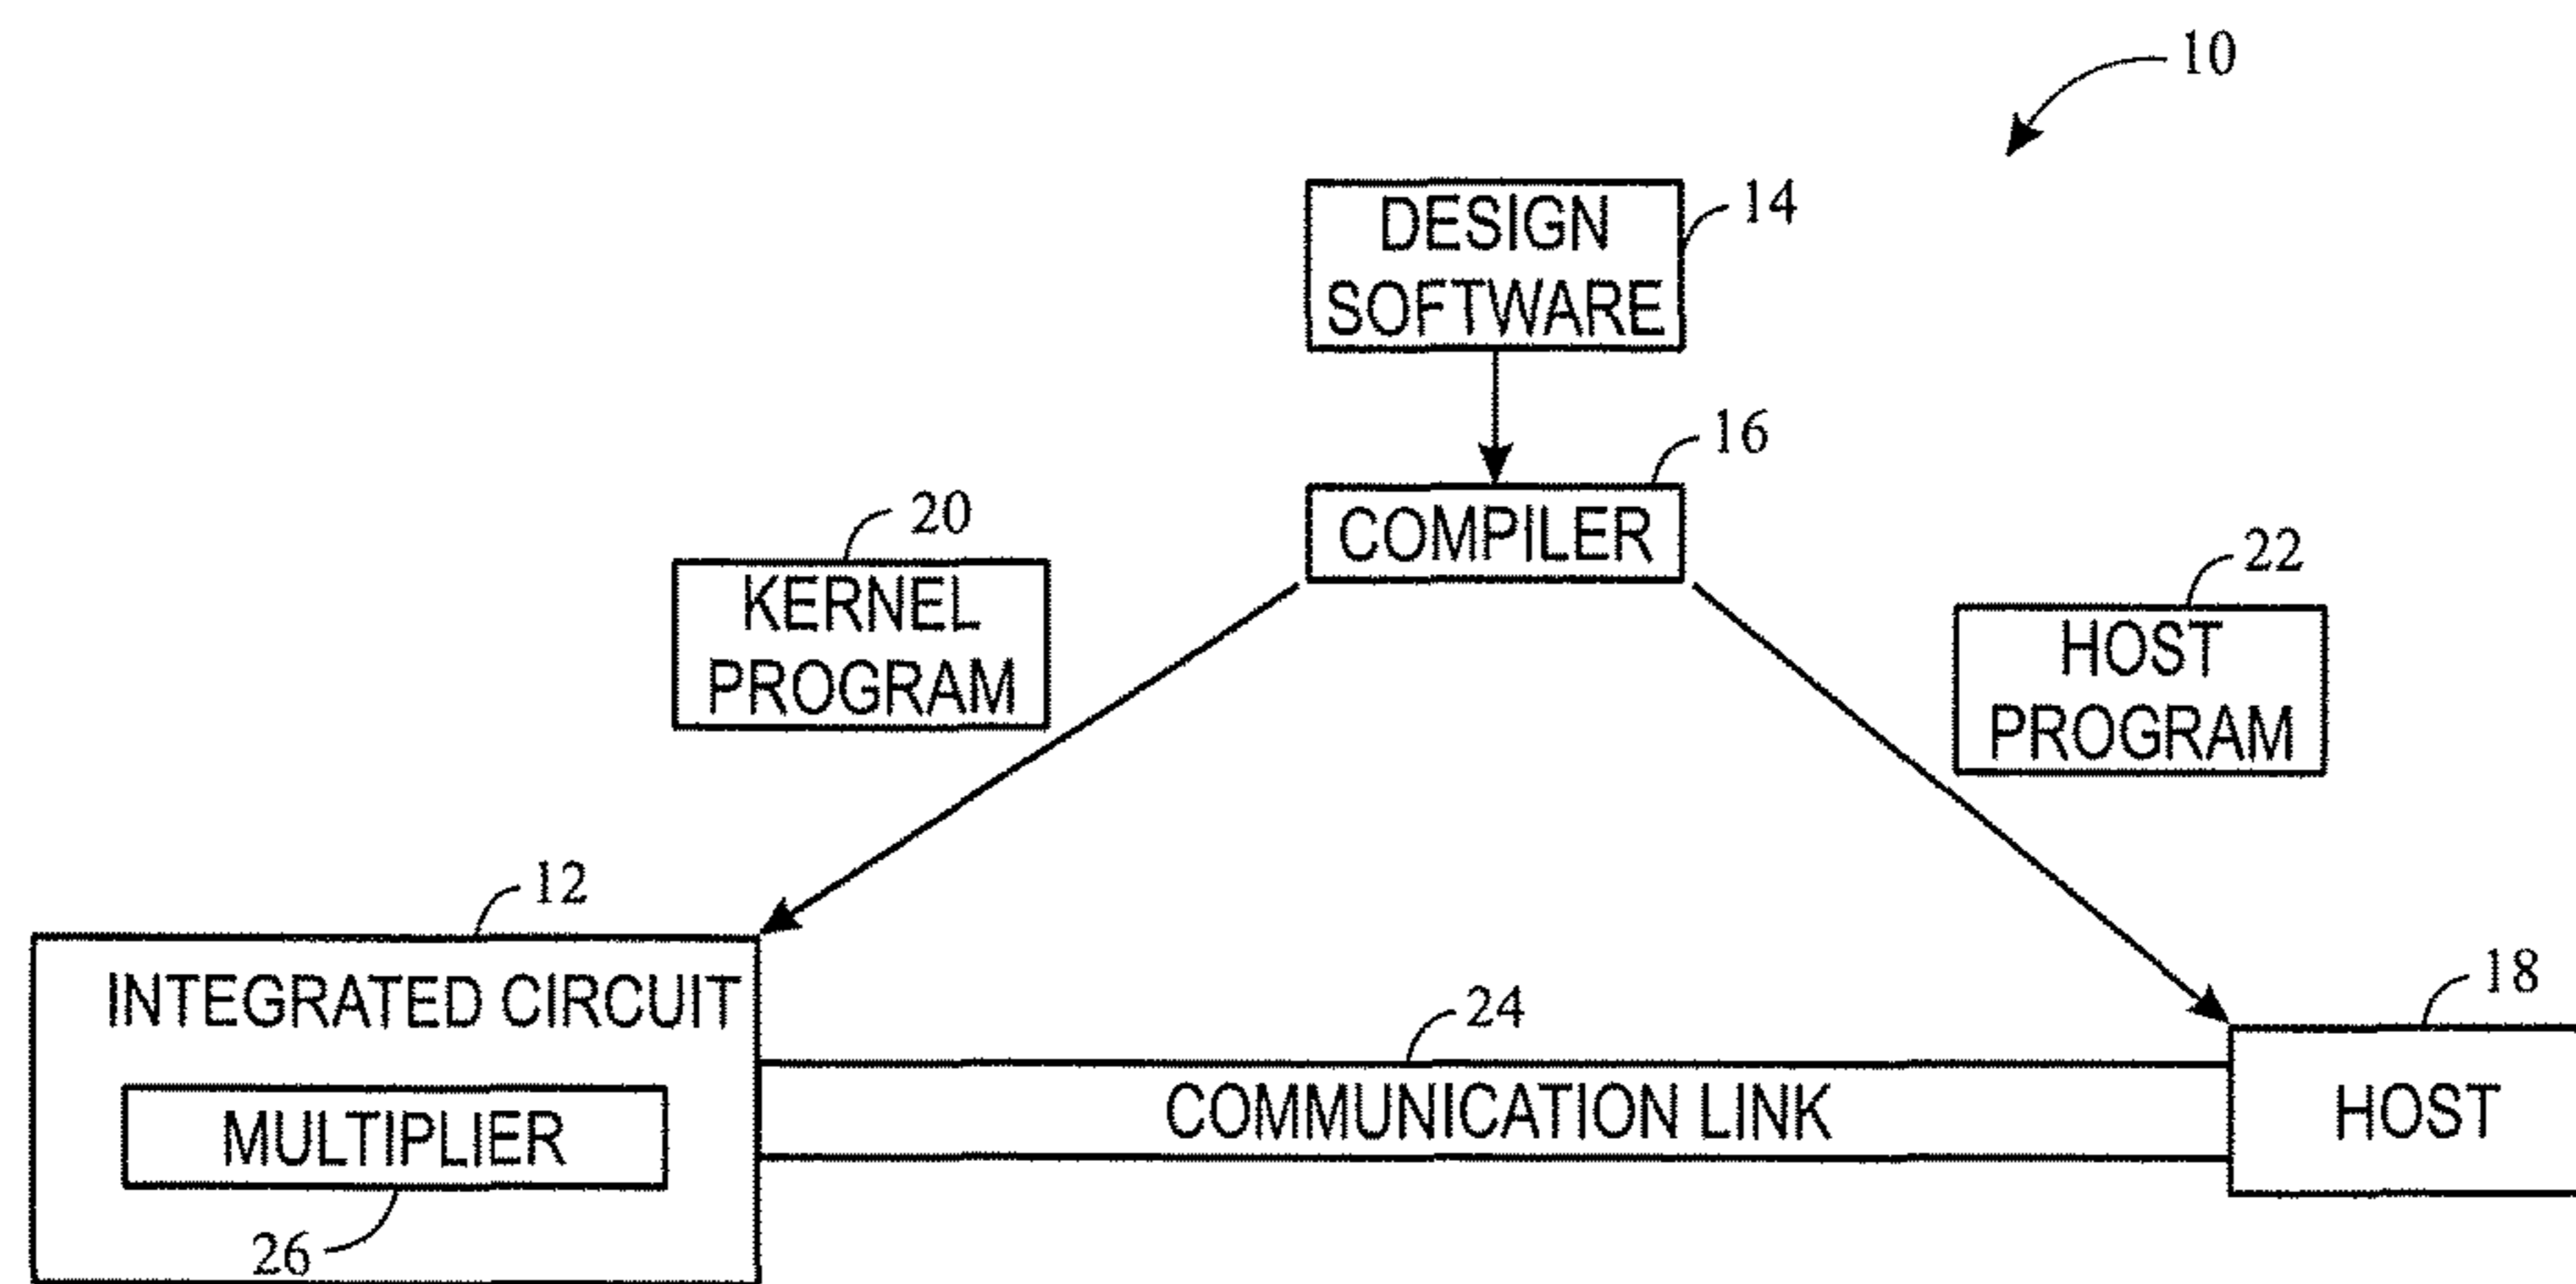 10
DESIGN
SOFTWARE
14
16
COMPILER
20
KERNEL
PROGRAM
22
HOST
PROGRAM
12
INTEGRATED CIRCUIT
MULTIPLIER
26
24
COMMUNICATION LINK
18
HOST